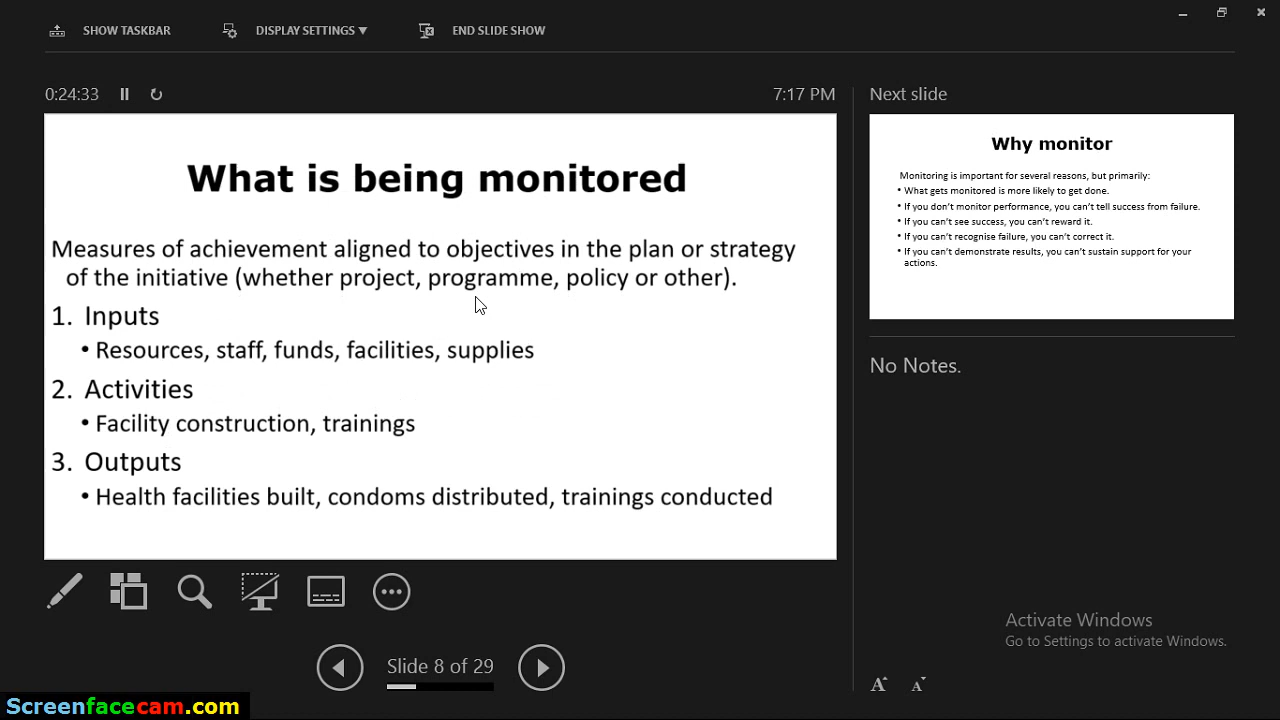 SHOW TASKBAR
DISPLAY SETTINGS ▼
END SLIDE SHOW
0:24:33
7:17 PM
What is being monitored
Measures of achievement aligned to objectives in the plan or strategy
of the initiative (whether project, programme, policy or other).
1. Inputs
• Resources, staff, funds, facilities, supplies
2. Activities
• Facility construction, trainings
3. Outputs
• Health facilities built, condoms distributed, trainings conducted
Slide 8 of 29
Next slide
Why monitor
Monitoring is important for several reasons, but primarily:
• What gets monitored is more likely to get done.
• If you don’t monitor performance, you can’t tell success from failure.
• If you can’t see success, you can’t reward it.
• If you can’t recognise failure, you can’t correct it.
• If you can’t demonstrate results, you can’t sustain support for your
actions.
No Notes.
Activate Windows
Go to Settings to activate Windows.
A A
Screenfacecam.com